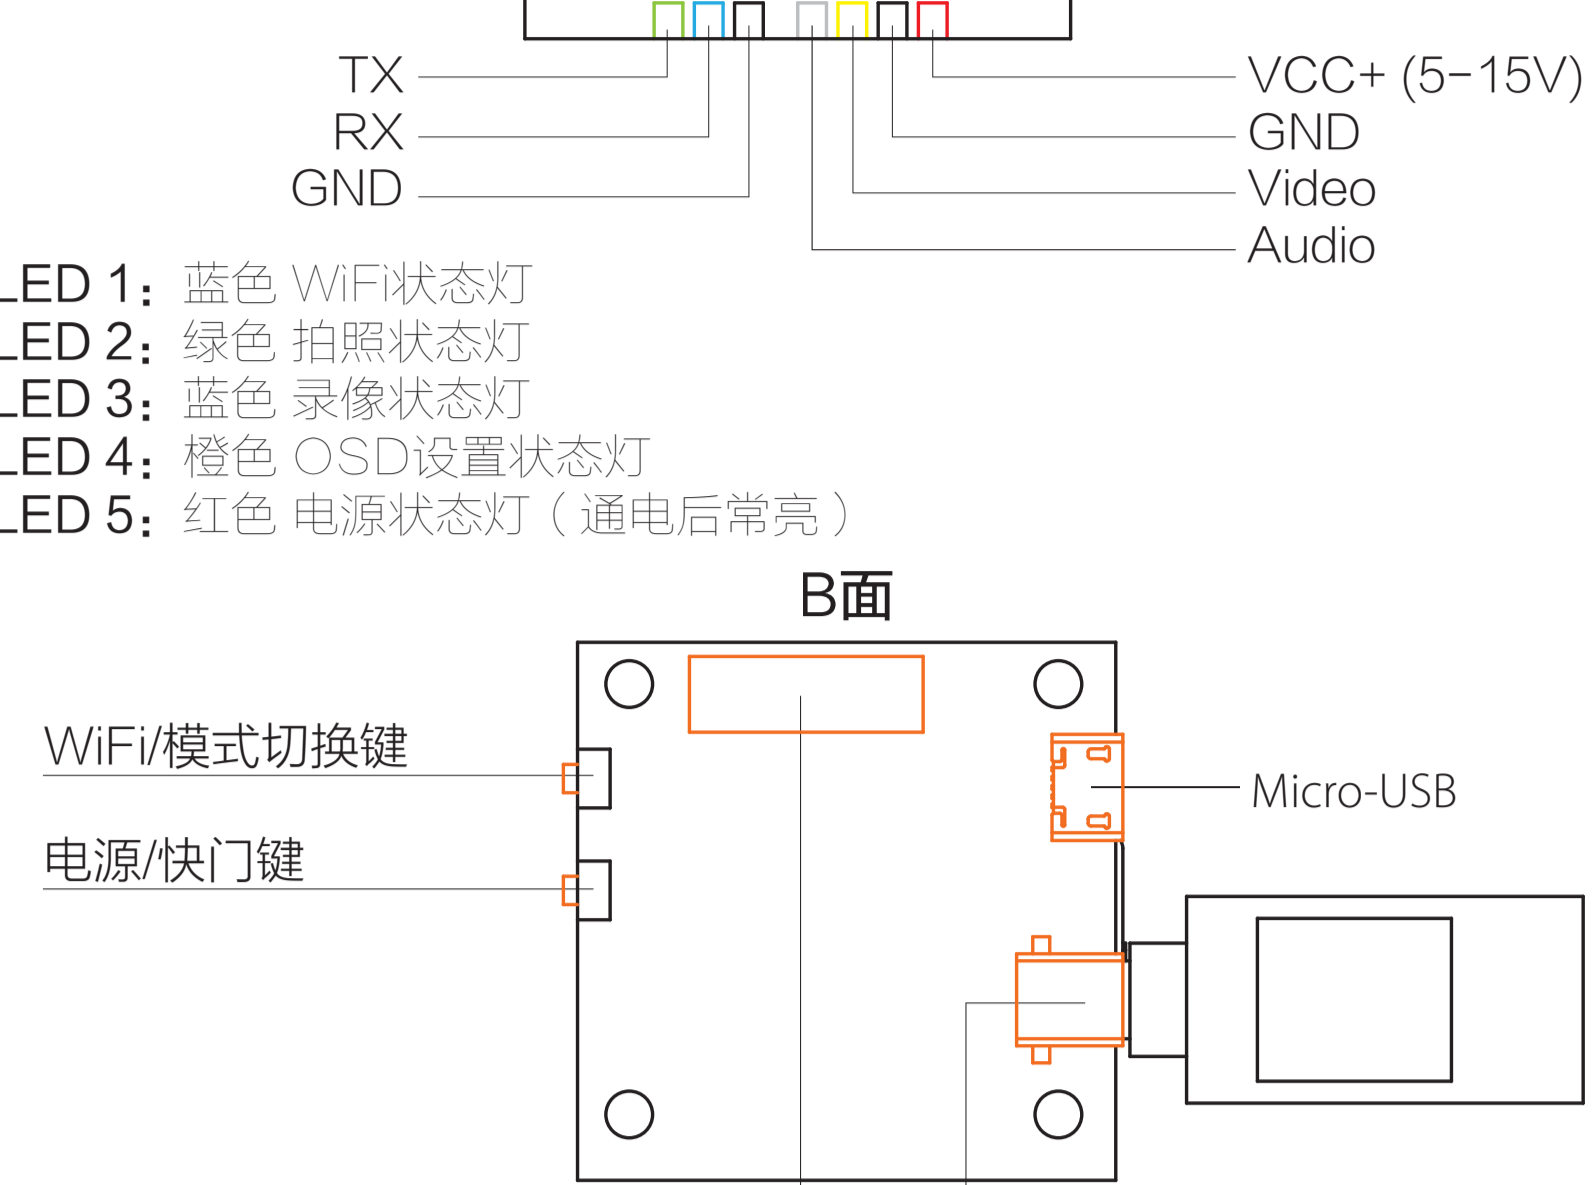 TX
VCC+ (5-15V)
RX
GND
GND
Video
Audio
LED 1: 蓝色 WiFi状态灯
LED 2: 绿色 拍照状态灯
LED 3: 蓝色 录像状态灯
LED 4: 橙色 OSD设置状态灯
LED 5: 红色 电源状态灯（通电后常亮）
B面
WiFi/模式切换键
Micro-USB
电源/快门键